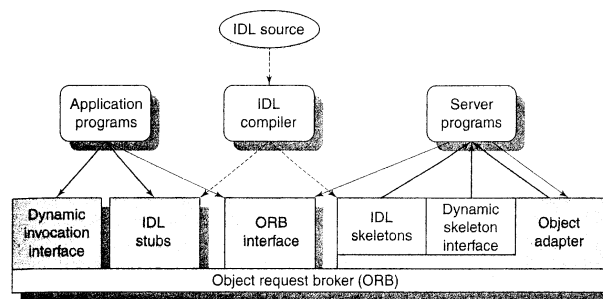 IDL source
Application
programs
IDL
compiler
Server
programs
Dynamic
invocation
interface
IDL
stubs
ORB
interface
IDL
skeletons
Dynamic
skeleton
interface
Object
adapter
Object request broker (ORB)